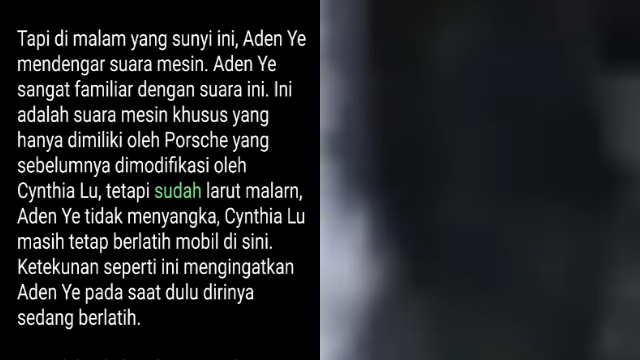 Tapi di malam yang sunyi ini, Aden Ye
mendengar suara mesin. Aden Ye
sangat familiar dengan suara ini. Ini
adalah suara mesin khusus yang
hanya dimiliki oleh Porsche yang
sebelumnya dimodifikasi oleh
Cynthia Lu, tetapi sudah larut malarn,
Aden Ye tidak menyangka, Cynthia Lu
masih tetap berlatih mobil di sini.
Ketekunan seperti ini mengingatkan
Aden Ye pada saat dulu dirinya
sedang berlatih.